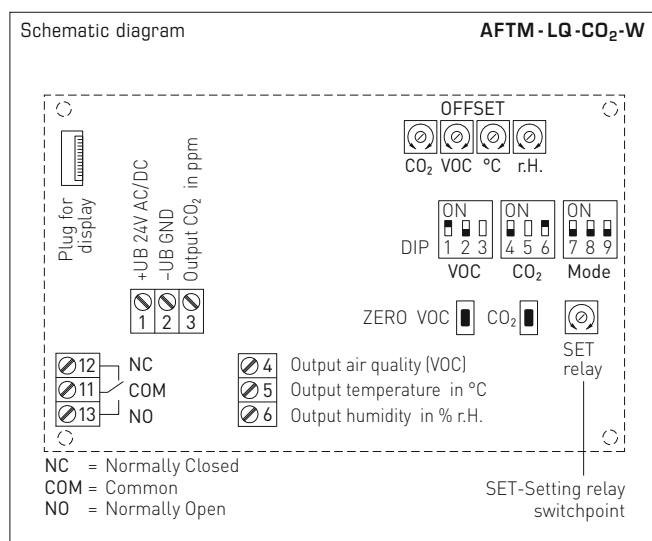 Schematic diagram AFTM - LQ - CO₂ - W
OFFSET
CO₂ VOC °C r.H.
Plug for
display
+UB 24V AC/DC
–UB GND
Output CO₂ in ppm
1 2 3
ON ON ON
DIP 1 2 3 4 5 6 7 8 9
VOC CO₂ Mode
ZERO VOC CO₂
SET
relay
12 NC
11 COM
13 NO
4 Output air quality (VOC)
5 Output temperature in °C
6 Output humidity in % r.H.
NC = Normally Closed
COM = Common
NO = Normally Open
SET-Setting relay
switchpoint